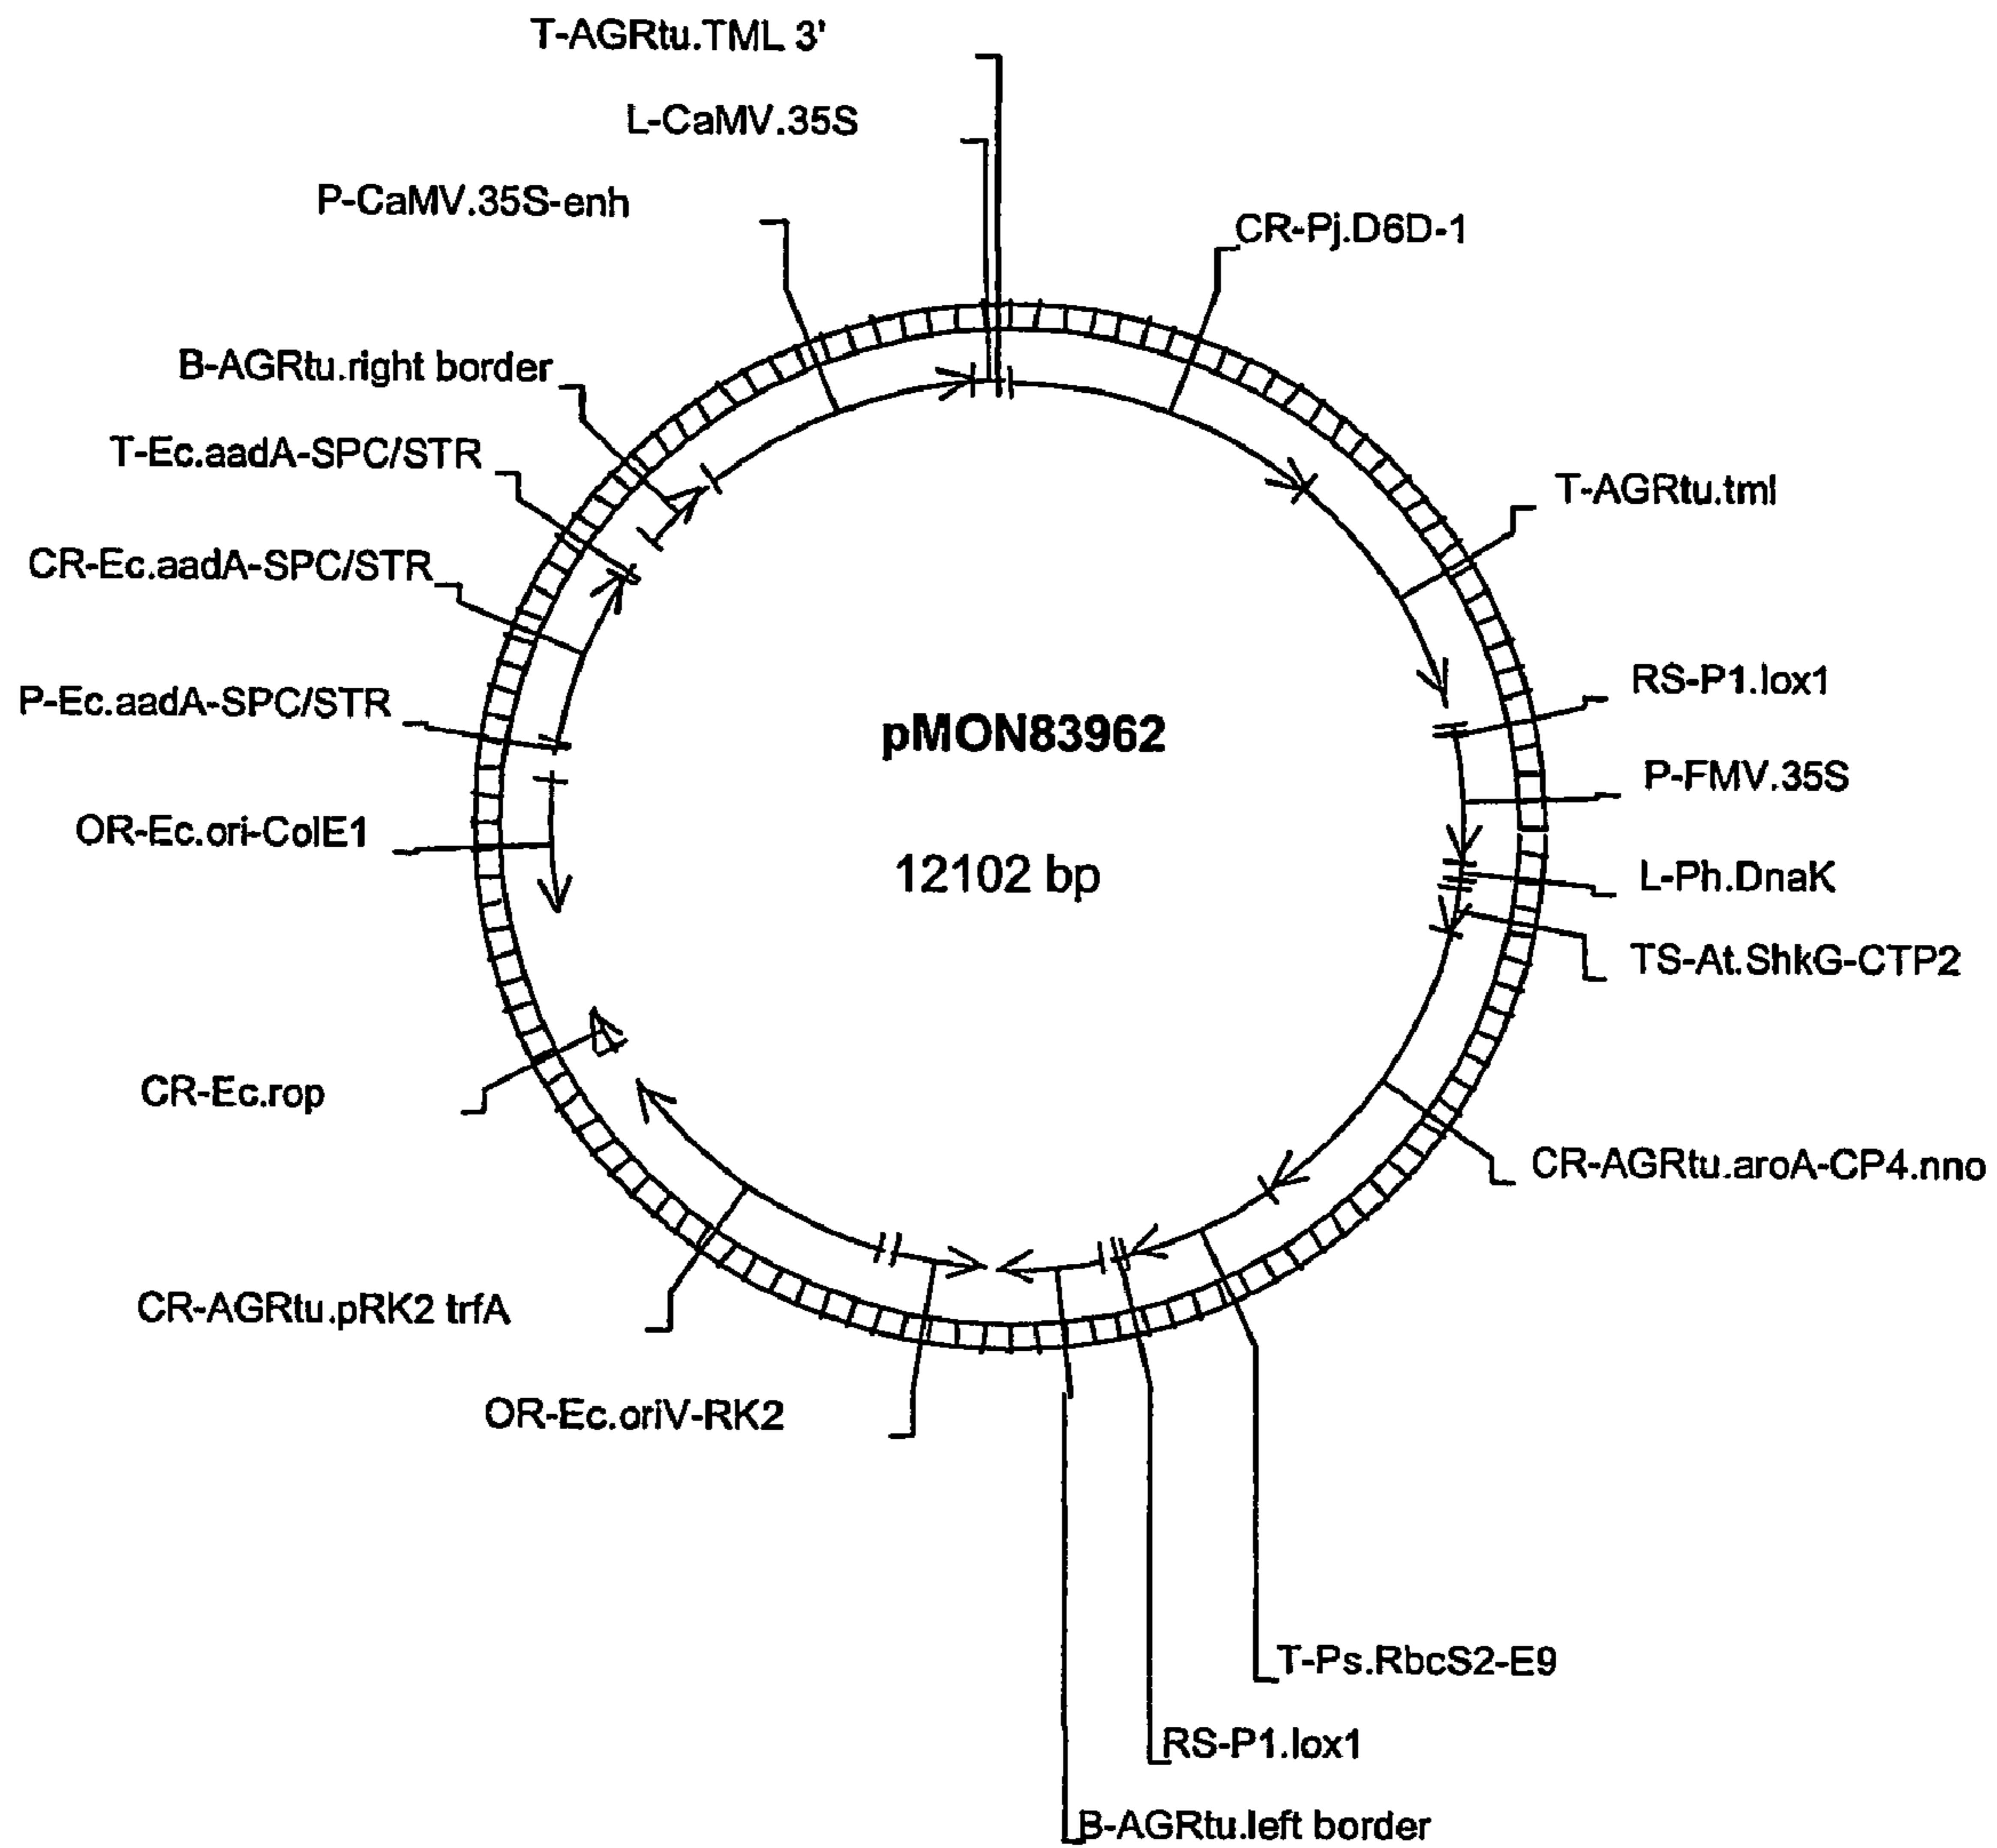 T-AGRtu.TML 3'
L-CaMV.35S
P-CaMV.35S-enh
CR-Pj.D6D-1
B-AGRtu.right border
T-Ec.aadA-SPC/STR
T-AGRtu.tml
CR-Ec.aadA-SPC/STR
RS-P1.lox1
P-Ec.aadA-SPC/STR
pMON83962
P-FMV.35S
OR-Ec.ori-ColE1
12102 bp
L-Ph.DnaK
TS-At.ShkG-CTP2
CR-Ec.rop
CR-AGRtu.aroA-CP4.nno
CR-AGRtu.pRK2 trfA
OR-Ec.oriV-RK2
T-Ps.RbcS2-E9
RS-P1.lox1
B-AGRtu.left border